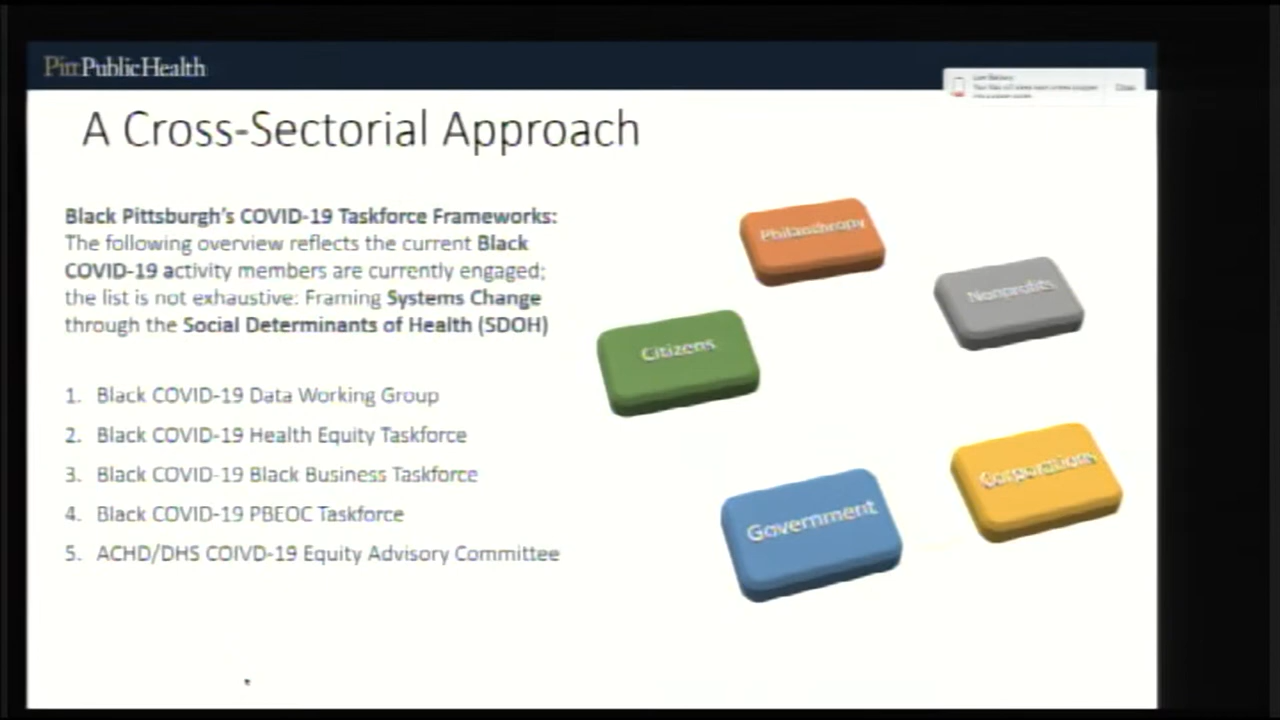 PittPublicHealth
Low Battery
Close
A Cross-Sectorial Approach
Black Pittsburgh's COVID-19 Taskforce Frameworks:
The following overview reflects the current Black
COVID-19 activity members are currently engaged;
the list is not exhaustive: Framing Systems Change
through the Social Determinants of Health (SDOH)
1. Black COVID-19 Data Working Group
2. Black COVID-19 Health Equity Taskforce
3. Black COVID-19 Black Business Taskforce
4. Black COVID-19 PBEOC Taskforce
5. ACHD/DHS COIVD-19 Equity Advisory Committee
Philanthropy
Nonprofits
Citizens
Corporations
Government